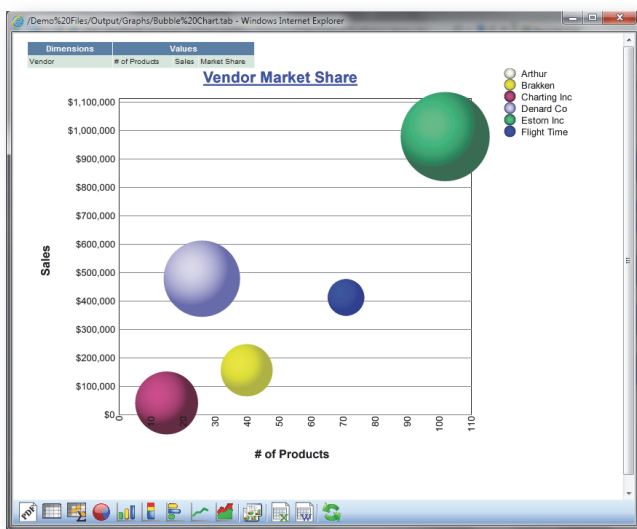 /Demo%20Files/Output/Graphs/Bubble%20Chart.tab - Windows Internet Explorer
Dimensions Values
Vendor # of Products Sales Market Share
Vendor Market Share
Arthur
Brakken
Charting Inc
Denard Co
Estorn Inc
Flight Time
$1,100,000
$1,000,000
$900,000
$800,000
$700,000
$600,000
$500,000
$400,000
$300,000
$200,000
$100,000
$0
Sales
0 10 20 30 40 50 60 70 80 90 100 110
# of Products
PDF